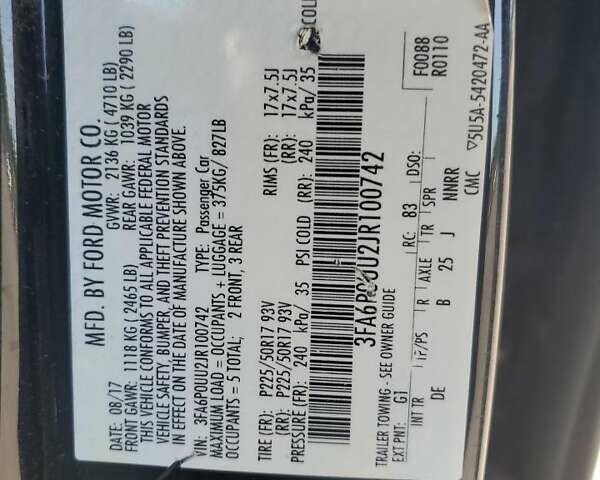 MFD. BY FORD MOTOR CO.
DATE: 08/17 GVWR: 2136 KG ( 4710 LB)
FRONT GAWR: 1118 KG ( 2465 LB) REAR GAWR: 1039 KG ( 2290 LB)
THIS VEHICLE CONFORMS TO ALL APPLICABLE FEDERAL MOTOR
VEHICLE SAFETY, BUMPER, AND THEFT PREVENTION STANDARDS
IN EFFECT ON THE DATE OF MANUFACTURE SHOWN ABOVE.
VIN: 3FA6P0UU2JR100742 TYPE: Passenger Car
MAXIMUM LOAD = OCCUPANTS + LUGGAGE = 375KG/ 827LB
OCCUPANTS = 5 TOTAL; 2 FRONT, 3 REAR
TIRE (FR): P225/50R17 93V RIMS (FR): 17x7.5J
(RR): P225/50R17 93V (RR): 17x7.5J
PRESSURE (FR): 240 kPa/ 35 PSI COLD (RR): 240 kPa/ 35
3FA6P0UU2JR100742
TRAILER TOWING - SEE OWNER GUIDE
EXT PNT: G1 RC: 83 DSO: F0088
R0110
INT TR TP/PS R AXLE TR SPR
DE B 25 J NNRR
CMC ▽5U5A-5420472-AA